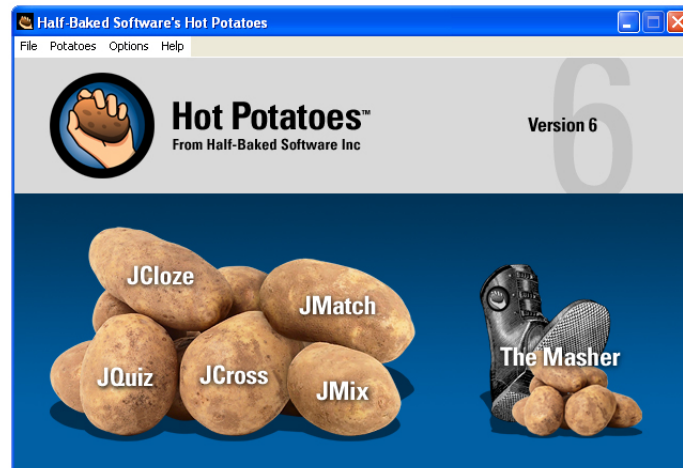 Half-Baked Software's Hot Potatoes
File Potatoes Options Help
Hot Potatoes™
From Half-Baked Software Inc
6
Version 6
JCloze
JMatch
The Masher
JQuiz
JCross
JMix